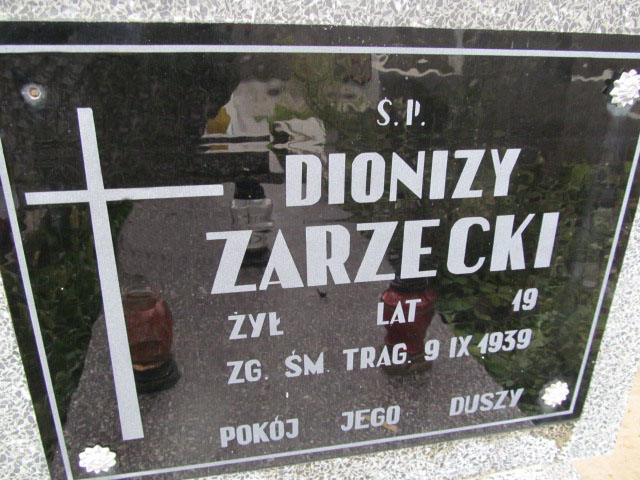 Ś.P.
DIONIZY
ZARZECKI
ŻYŁ LAT 19
ZG. ŚM. TRAG. 9 IX 1939
POKÓJ JEGO DUSZY